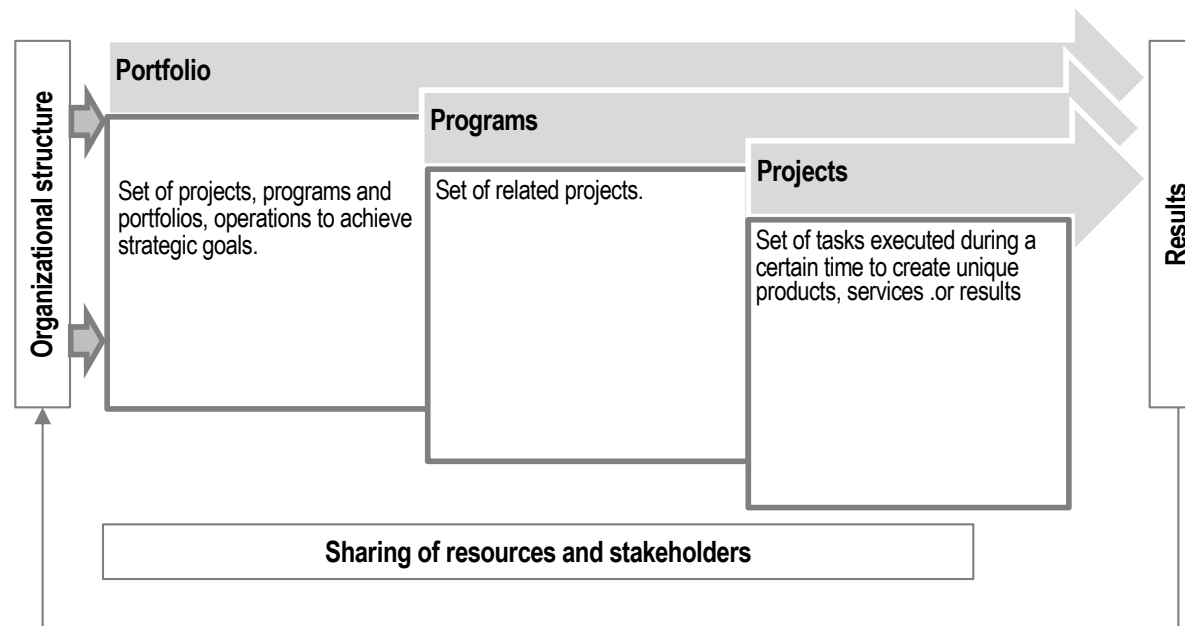 Organizational structure
Portfolio
Set of projects, programs and
portfolios, operations to achieve
strategic goals.
Programs
Set of related projects.
Projects
Set of tasks executed during a
certain time to create unique
products, services .or results
Results
Sharing of resources and stakeholders